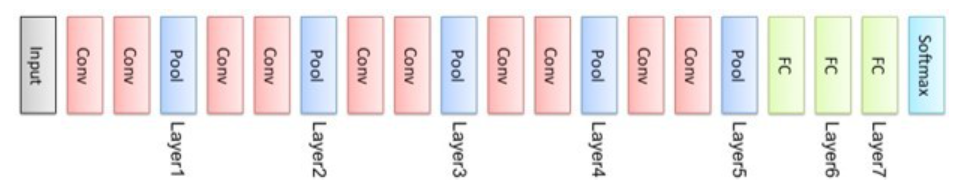 Input
Conv
Conv
Pool
Conv
Conv
Pool
Conv
Conv
Pool
Conv
Conv
Pool
Conv
Conv
Pool
FC
FC
FC
Softmax
Layer1
Layer2
Layer3
Layer4
Layer5
Layer6
Layer7